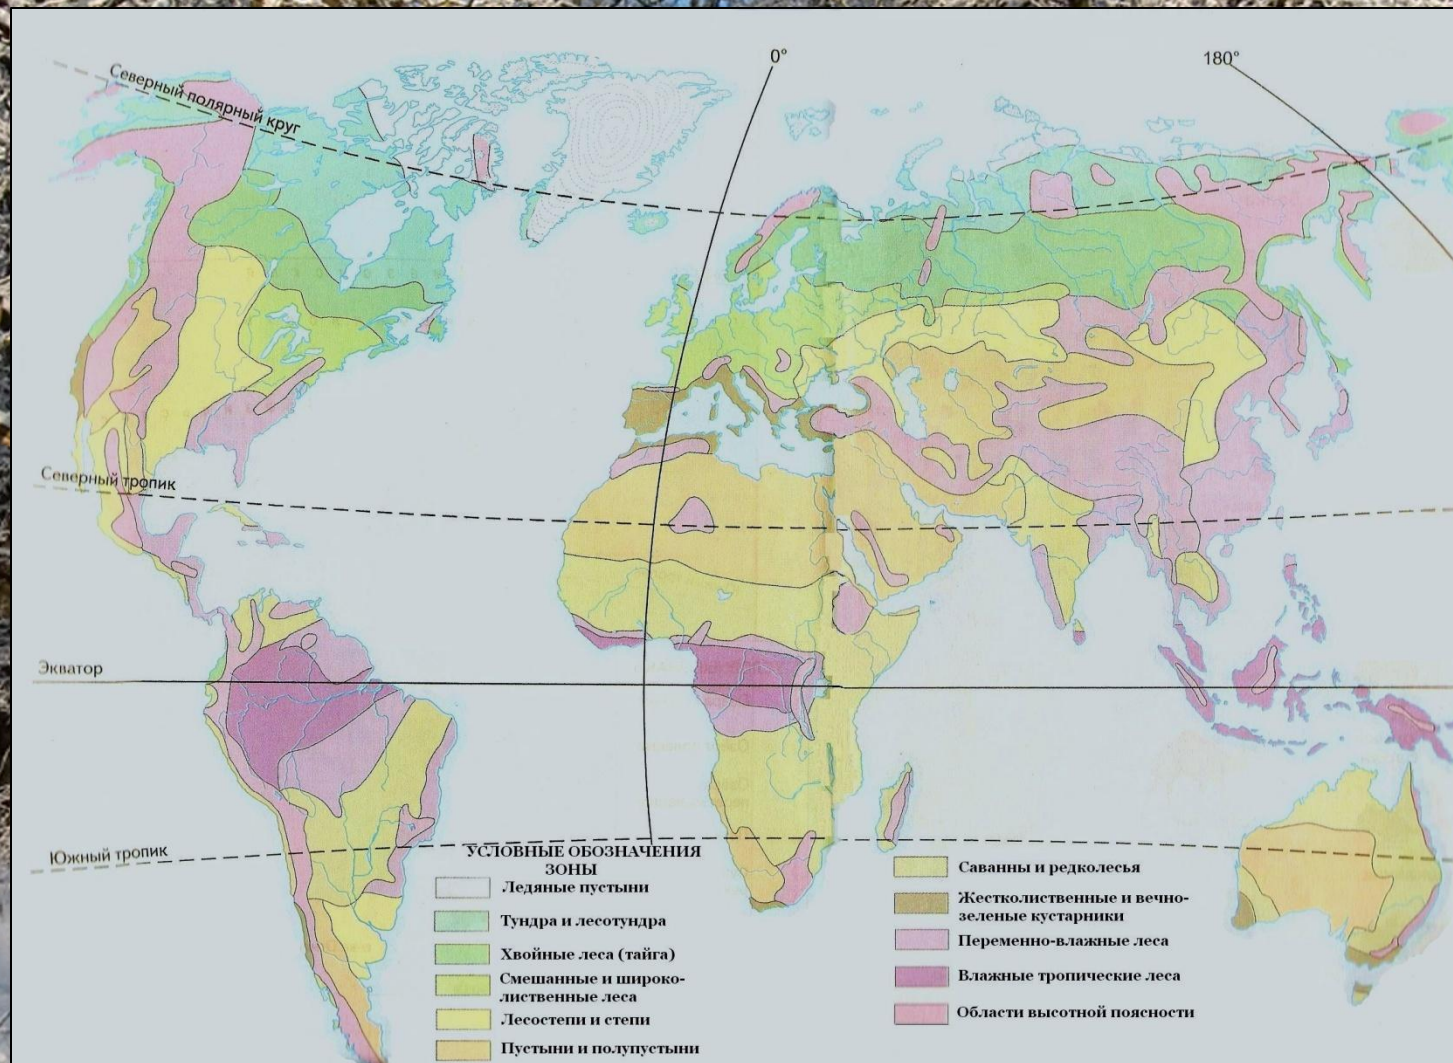 0°
180°
Северный полярный круг
Северный тропик
Экватор
Южный тропик
УСЛОВНЫЕ ОБОЗНАЧЕНИЯ
ЗОНЫ
Ледяные пустыни
Тундра и лесотундра
Хвойные леса (тайга)
Смешанные и широко-
лиственные леса
Лесостепи и степи
Пустыни и полупустыни
Саванны и редколесья
Жестколиственные и вечно-
зеленые кустарники
Переменно-влажные леса
Влажные тропические леса
Области высотной поясности